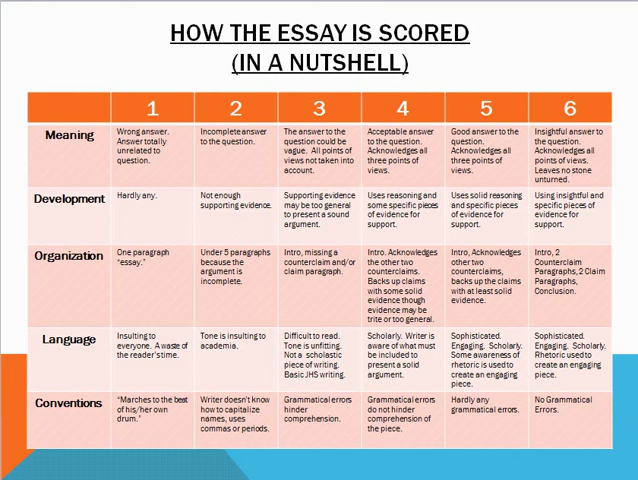 HOW THE ESSAY IS SCORED
(IN A NUTSHELL)
1
2
3
4
5
6
Meaning
Wrong answer.
Answer totally
unrelated to
question.
Incomplete answer
to the question.
The answer to the
question could be
vague. All points of
views not taken into
account.
Acceptable answer
to the question.
Acknowledges all
three points of
views.
Good answer to the
question.
Acknowledges all
three points of
views.
Insightful answer to
the question.
Acknowledges all
points of views.
Leaves no stone
unturned.
Development
Hardly any.
Not enough
supporting evidence.
Supporting evidence
may be too general
to present a sound
argument.
Uses reasoning and
some specific pieces
of evidence for
support.
Uses solid reasoning
and specific pieces
of evidence for
support.
Using insightful and
specific pieces of
evidence for
support.
Organization
One paragraph
“essay.”
Under 5 paragraphs
because the
argument is
incomplete.
Intro, missing a
counterclaim and/or
claim paragraph.
Intro. Acknowledges
the other two
counterclaims.
Backs up claims
with some solid
evidence though
evidence may be
trite or too general.
Intro, Acknowledges
other two
counterclaims,
backs up the claims
with at least solid
evidence.
Intro, 2
Counterclaim
Paragraphs, 2 Claim
Paragraphs,
Conclusion.
Language
Insulting to
everyone. A waste of
the reader's time.
Tone is insulting to
academia.
Difficult to read.
Tone is unfitting.
Not a scholastic
piece of writing.
Basic JHS writing.
Scholarly. Writer is
aware of what must
be included to
present a solid
argument.
Sophisticated.
Engaging. Scholarly.
Some awareness of
rhetoric is used to
create an engaging
piece.
Sophisticated.
Engaging. Scholarly.
Rhetoric used to
create an engaging
piece.
Conventions
“Marches to the beat
of his/her own
drum.”
Writer doesn't know
how to capitalize
names, uses
commas or periods.
Grammatical errors
hinder
comprehension.
Grammatical errors
do not hinder
comprehension of
the piece.
Hardly any
grammatical errors.
No Grammatical
Errors.